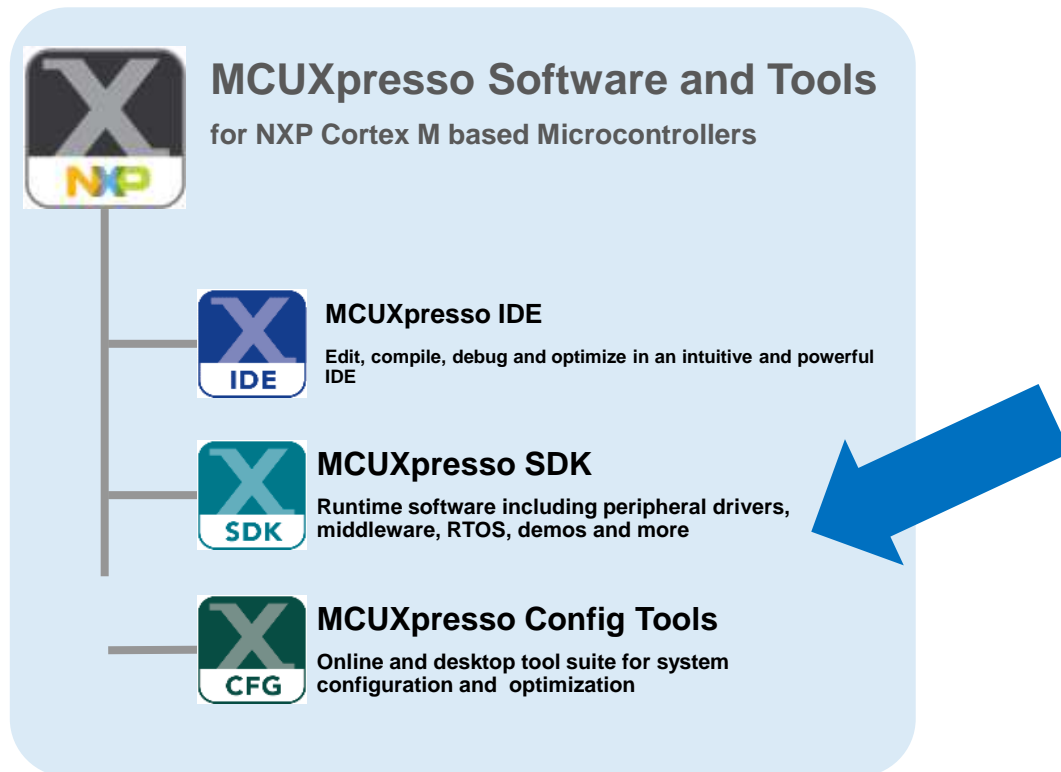 MCUXpresso Software and Tools
for NXP Cortex M based Microcontrollers
X
NXP
MCUXpresso IDE
Edit, compile, debug and optimize in an intuitive and powerful
IDE
X
IDE
MCUXpresso SDK
Runtime software including peripheral drivers,
middleware, RTOS, demos and more
X
SDK
MCUXpresso Config Tools
Online and desktop tool suite for system
configuration and  optimization
X
CFG